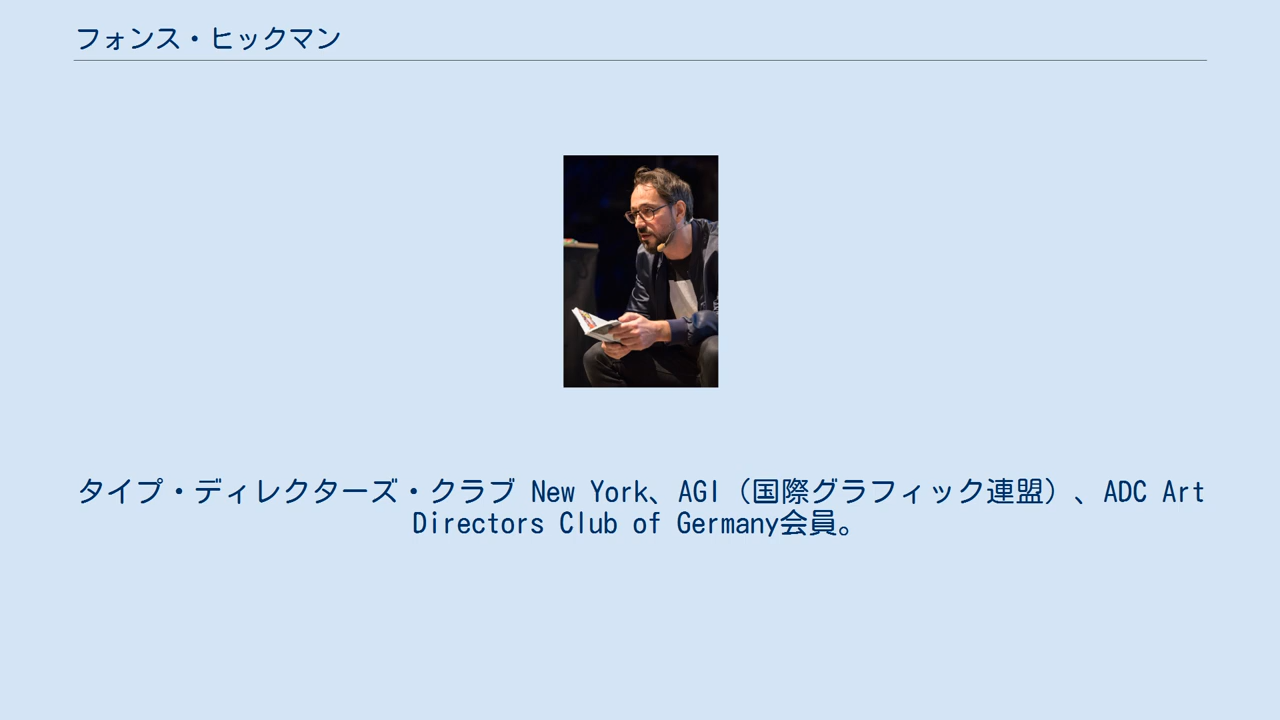 フォンス・ヒックマン
タイプ・ディレクターズ・クラブ New York、AGI（国際グラフィック連盟）、ADC Art
Directors Club of Germany会員。